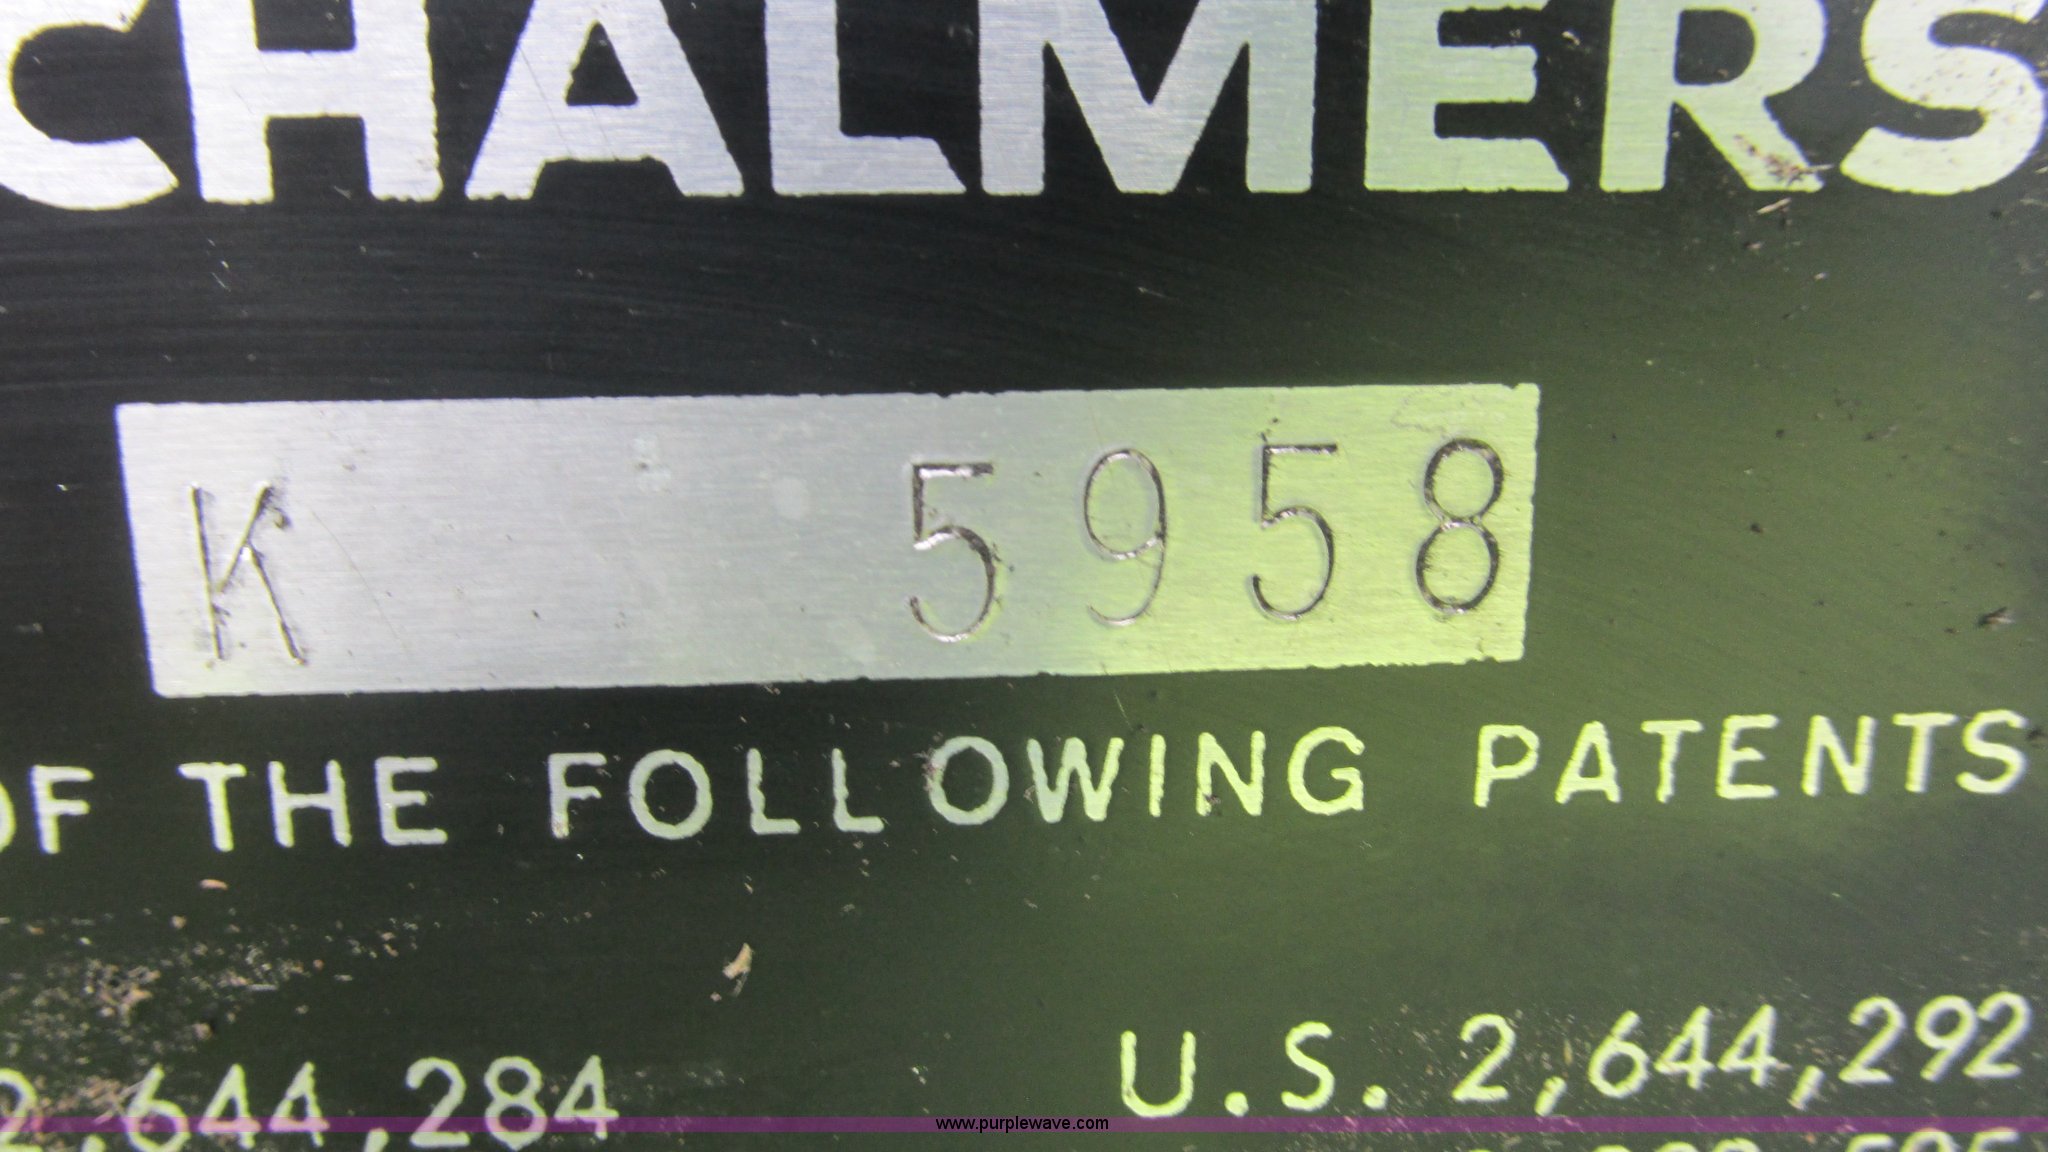 CHALMERS
K 5958
OF THE FOLLOWING PATENTS
2,644,284 U.S. 2,644,292
www.purplewave.com